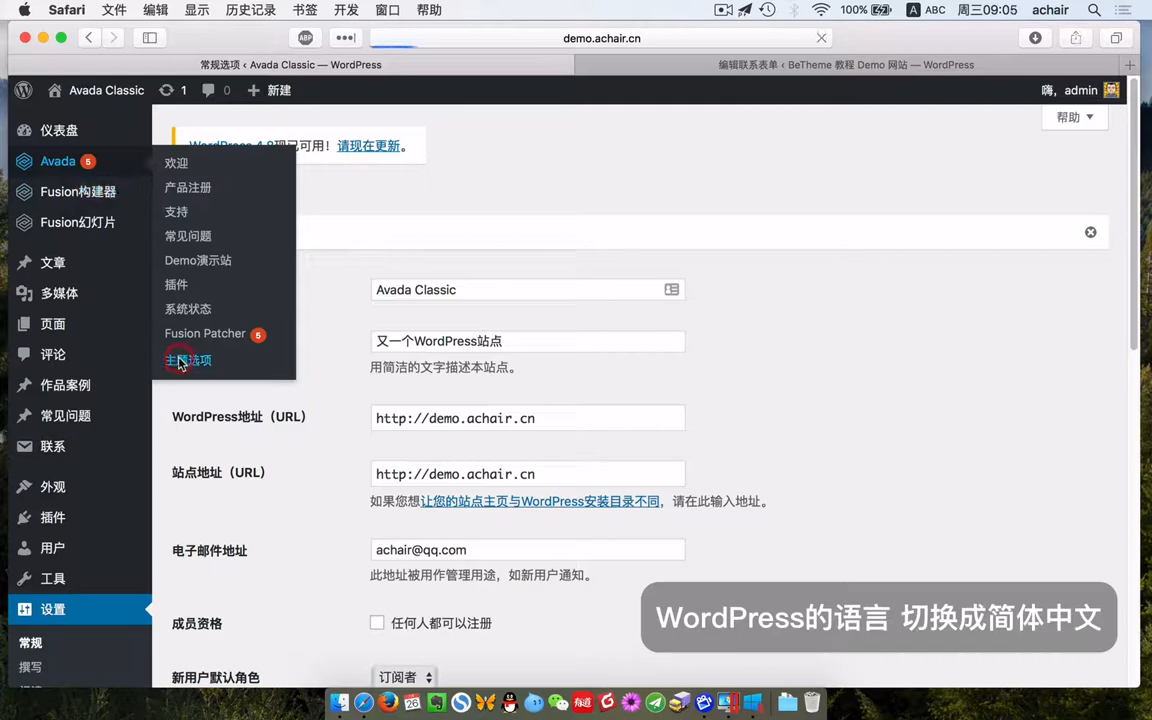 Safari 文件 编辑 显示 历史记录 书签 开发 窗口 帮助 100% A ABC 周三09:05 achair
ABP demo.achair.cn
常规选项 ‹ Avada Classic — WordPress 编辑联系表单 ‹ BeTheme 教程 Demo 网站 — WordPress
Avada Classic 1 0 新建 嗨，admin
帮助
仪表盘
Avada 5
Fusion构建器
Fusion幻灯片
文章
多媒体
页面
评论
作品案例
常见问题
联系
外观
插件
用户
工具
设置
常规
撰写
欢迎
产品注册
支持
常见问题
Demo演示站
插件
系统状态
Fusion Patcher 5
主题选项
WordPress 4.8现已可用！请现在更新。
Avada Classic
又一个WordPress站点
用简洁的文字描述本站点。
WordPress地址（URL） http://demo.achair.cn
站点地址（URL） http://demo.achair.cn
如果您想让您的站点主页与WordPress安装目录不同，请在此输入地址。
电子邮件地址 achair@qq.com
此地址被用作管理用途，如新用户通知。
成员资格 任何人都可以注册
新用户默认角色 订阅者
WordPress的语言 切换成简体中文
26
有道